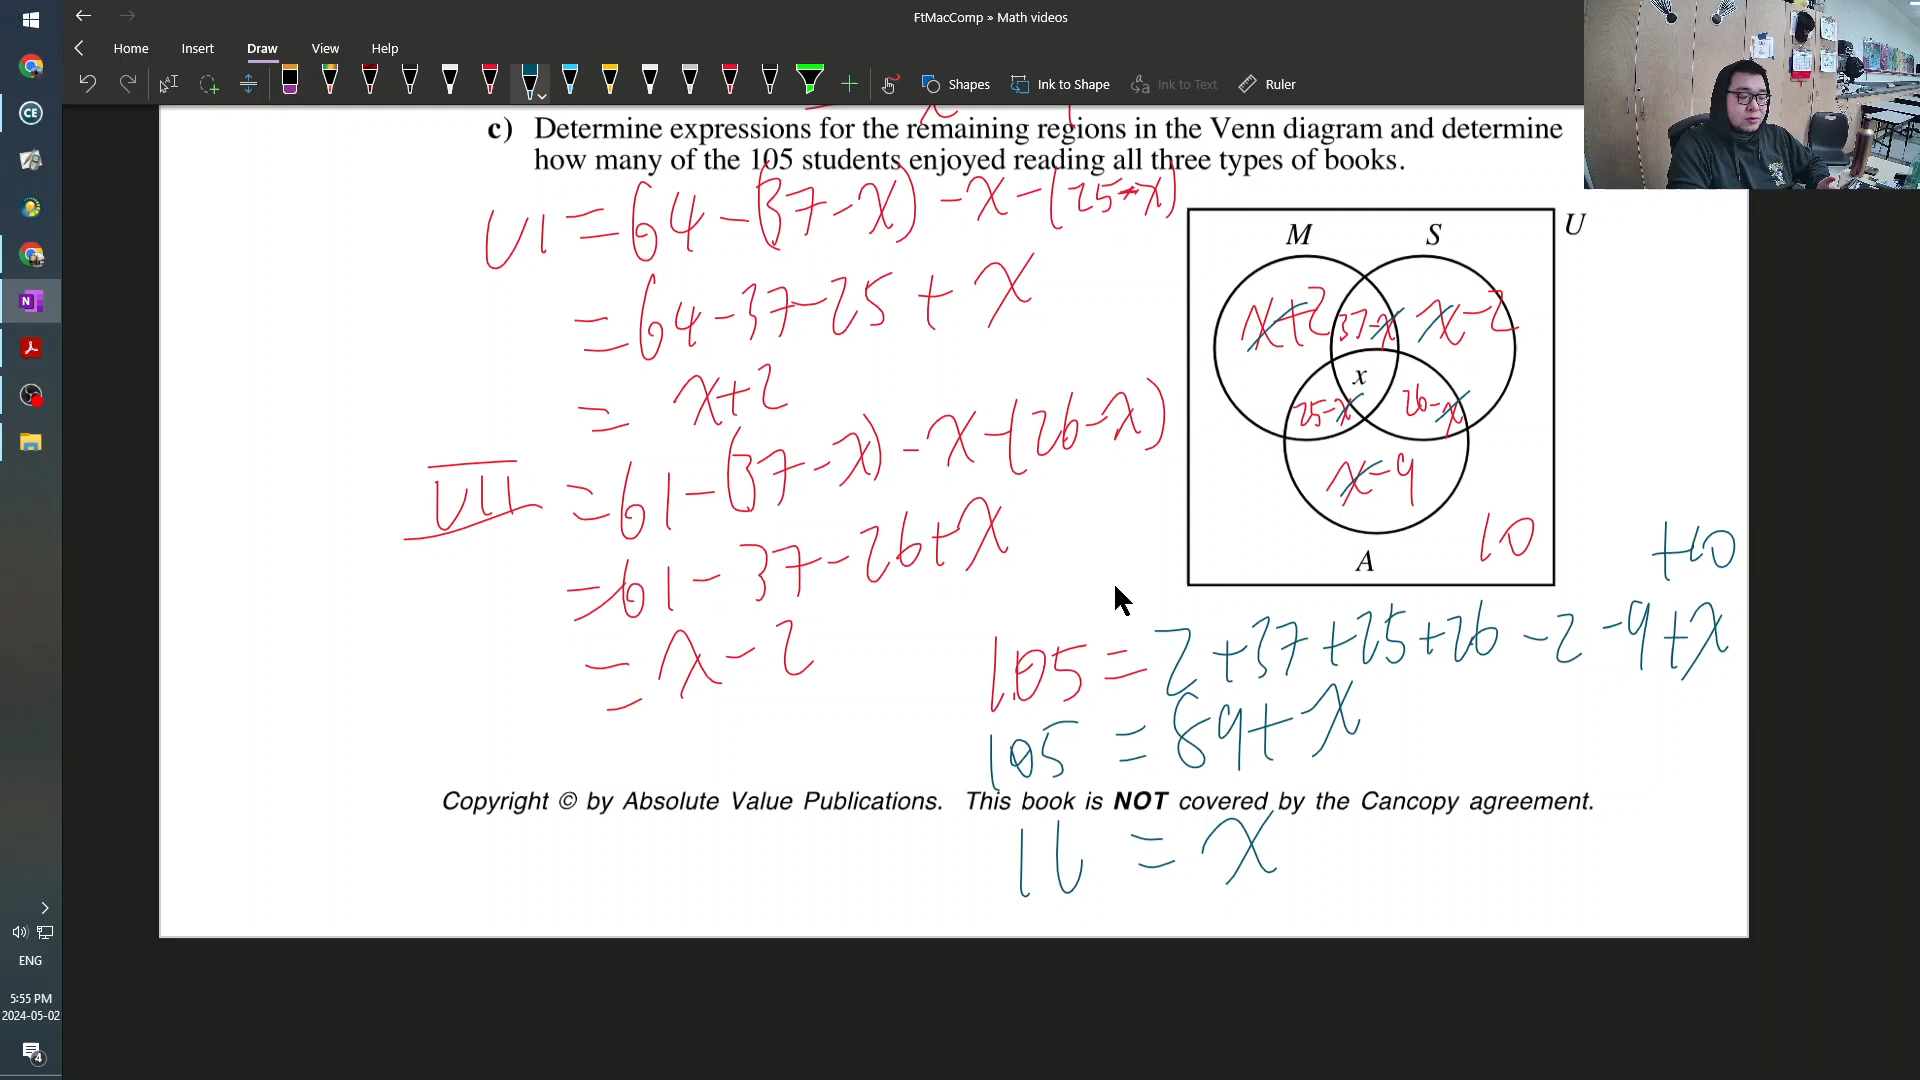 FtMacComp » Math videos
Home Insert Draw View Help
Shapes Ink to Shape Ink to Text Ruler
c) Determine expressions for the remaining regions in the Venn diagram and determine
how many of the 105 students enjoyed reading all three types of books.
VI = 64 - (37 - x) - x - (25 - x)
= 64 - 37 - 25 + x
= x + 2
VII = 61 - (37 - x) - x - (26 - x)
= 61 - 37 - 26 + x
= x - 2
M S U
x+2 37-x x-2
x
25-x 26-x
x-9
A 10
+10
105 = 2 + 37 + 25 + 26 - 2 - 9 + x
105 = 89 + x
Copyright © by Absolute Value Publications. This book is NOT covered by the Cancopy agreement.
16 = x
CE
N
ENG
5:55 PM
2024-05-02
4